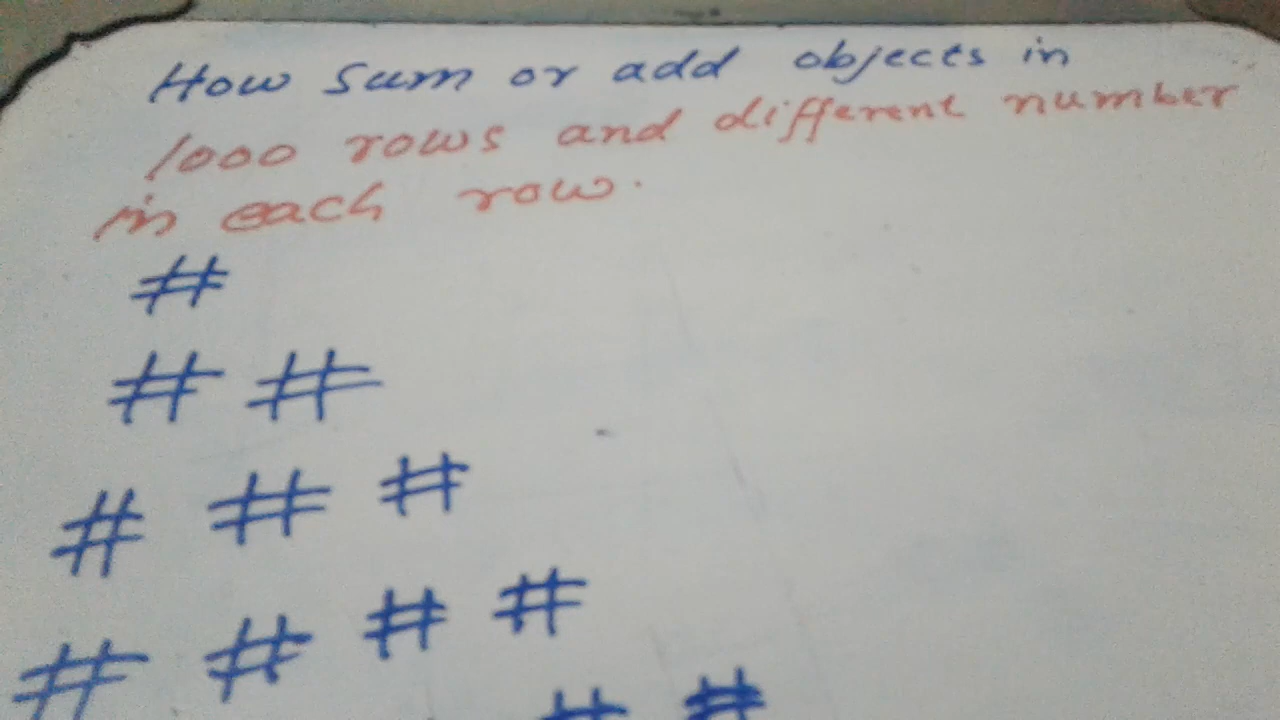 How Sum or add objects in
1000 rows and different number
in each row.
#
# #
# # #
# # # #
# #